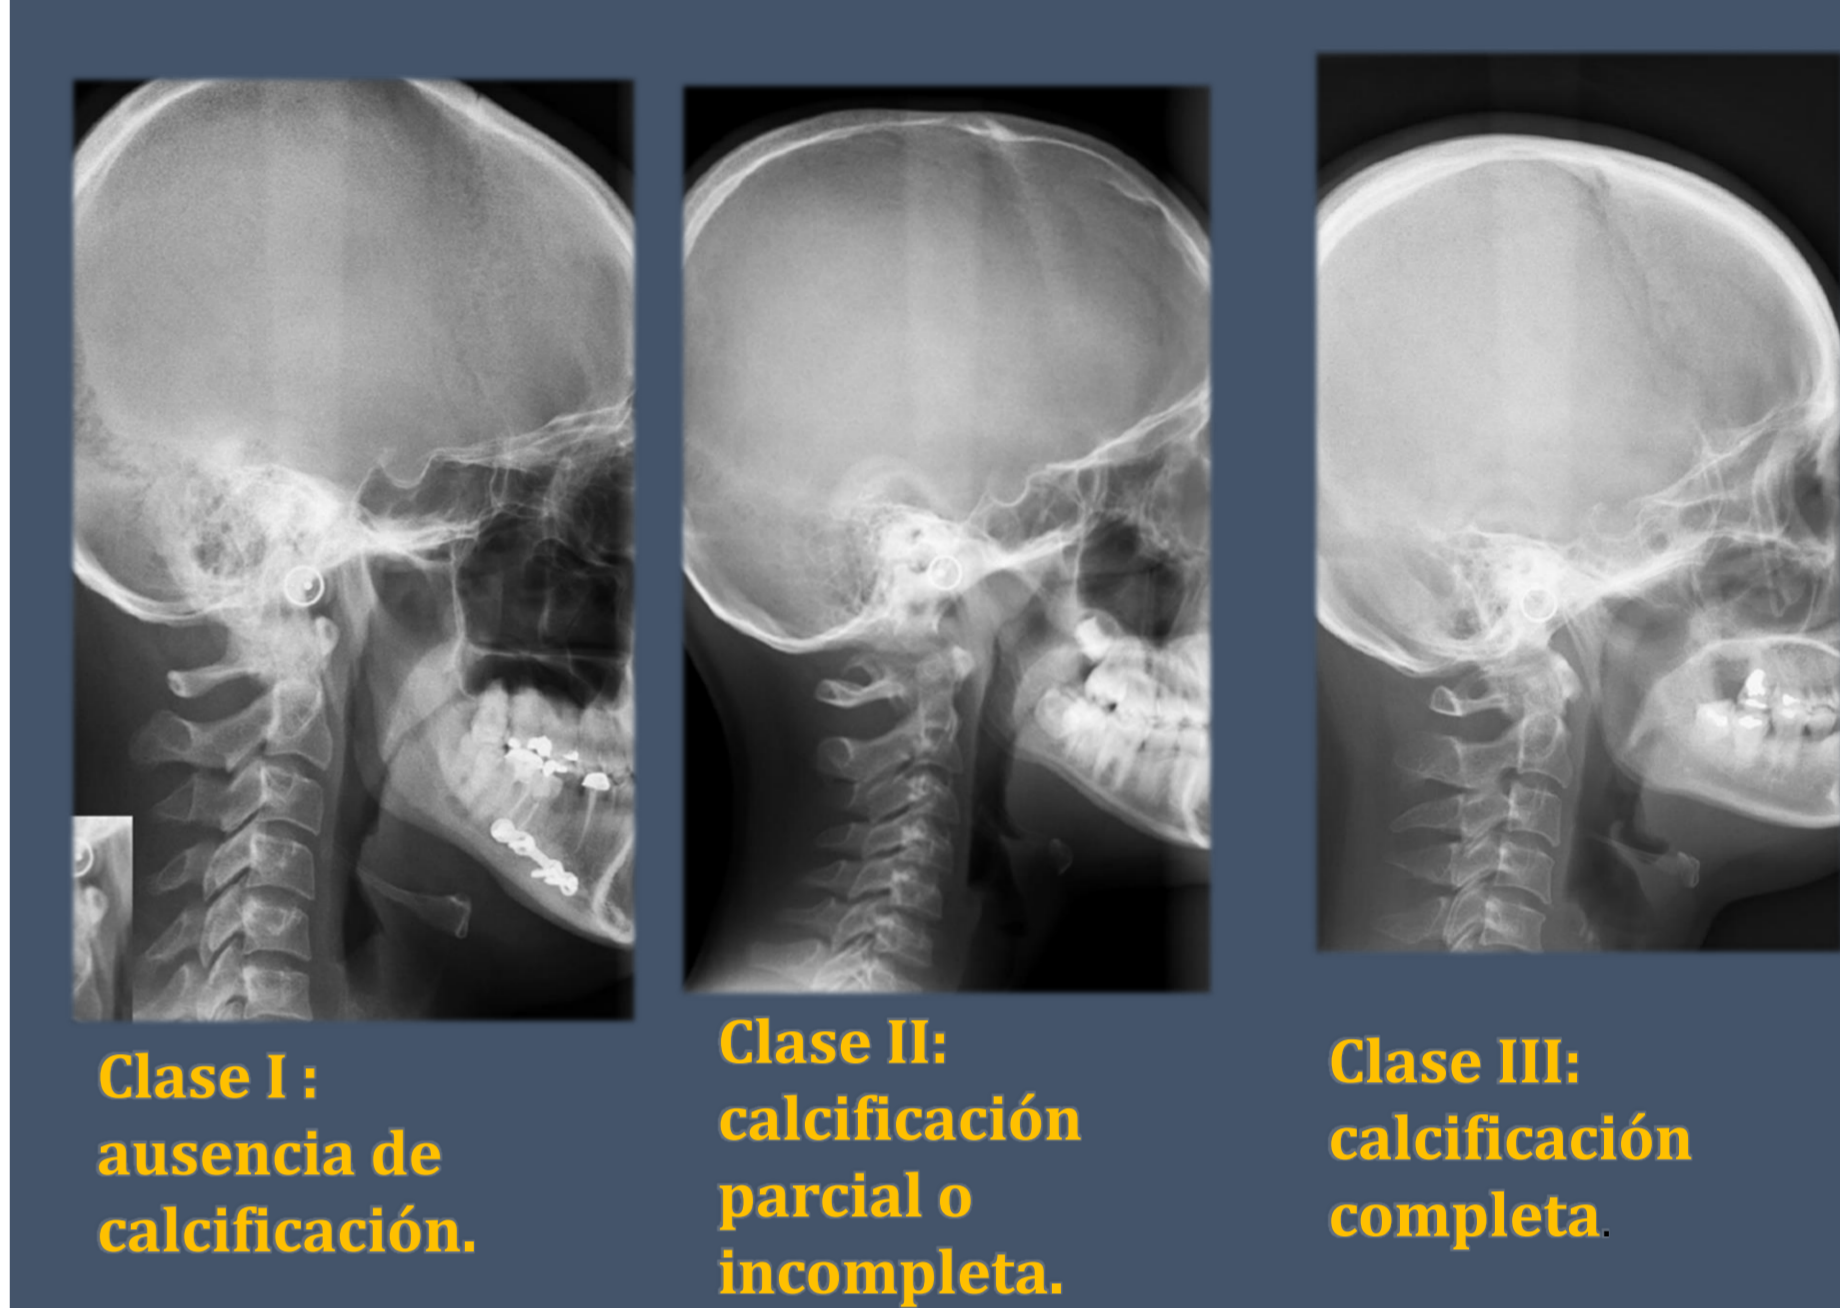 Clase I :
ausencia de
calcificación.
Clase II:
calcificación
parcial o
incompleta.
Clase III:
calcificación
completa.